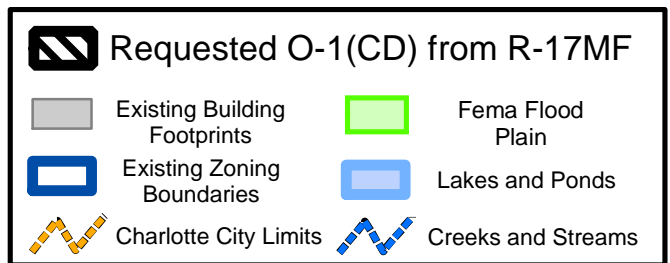 Requested O-1(CD) from R-17MF
Existing Building
Footprints
Fema Flood
Plain
Existing Zoning
Boundaries
Lakes and Ponds
Charlotte City Limits
Creeks and Streams